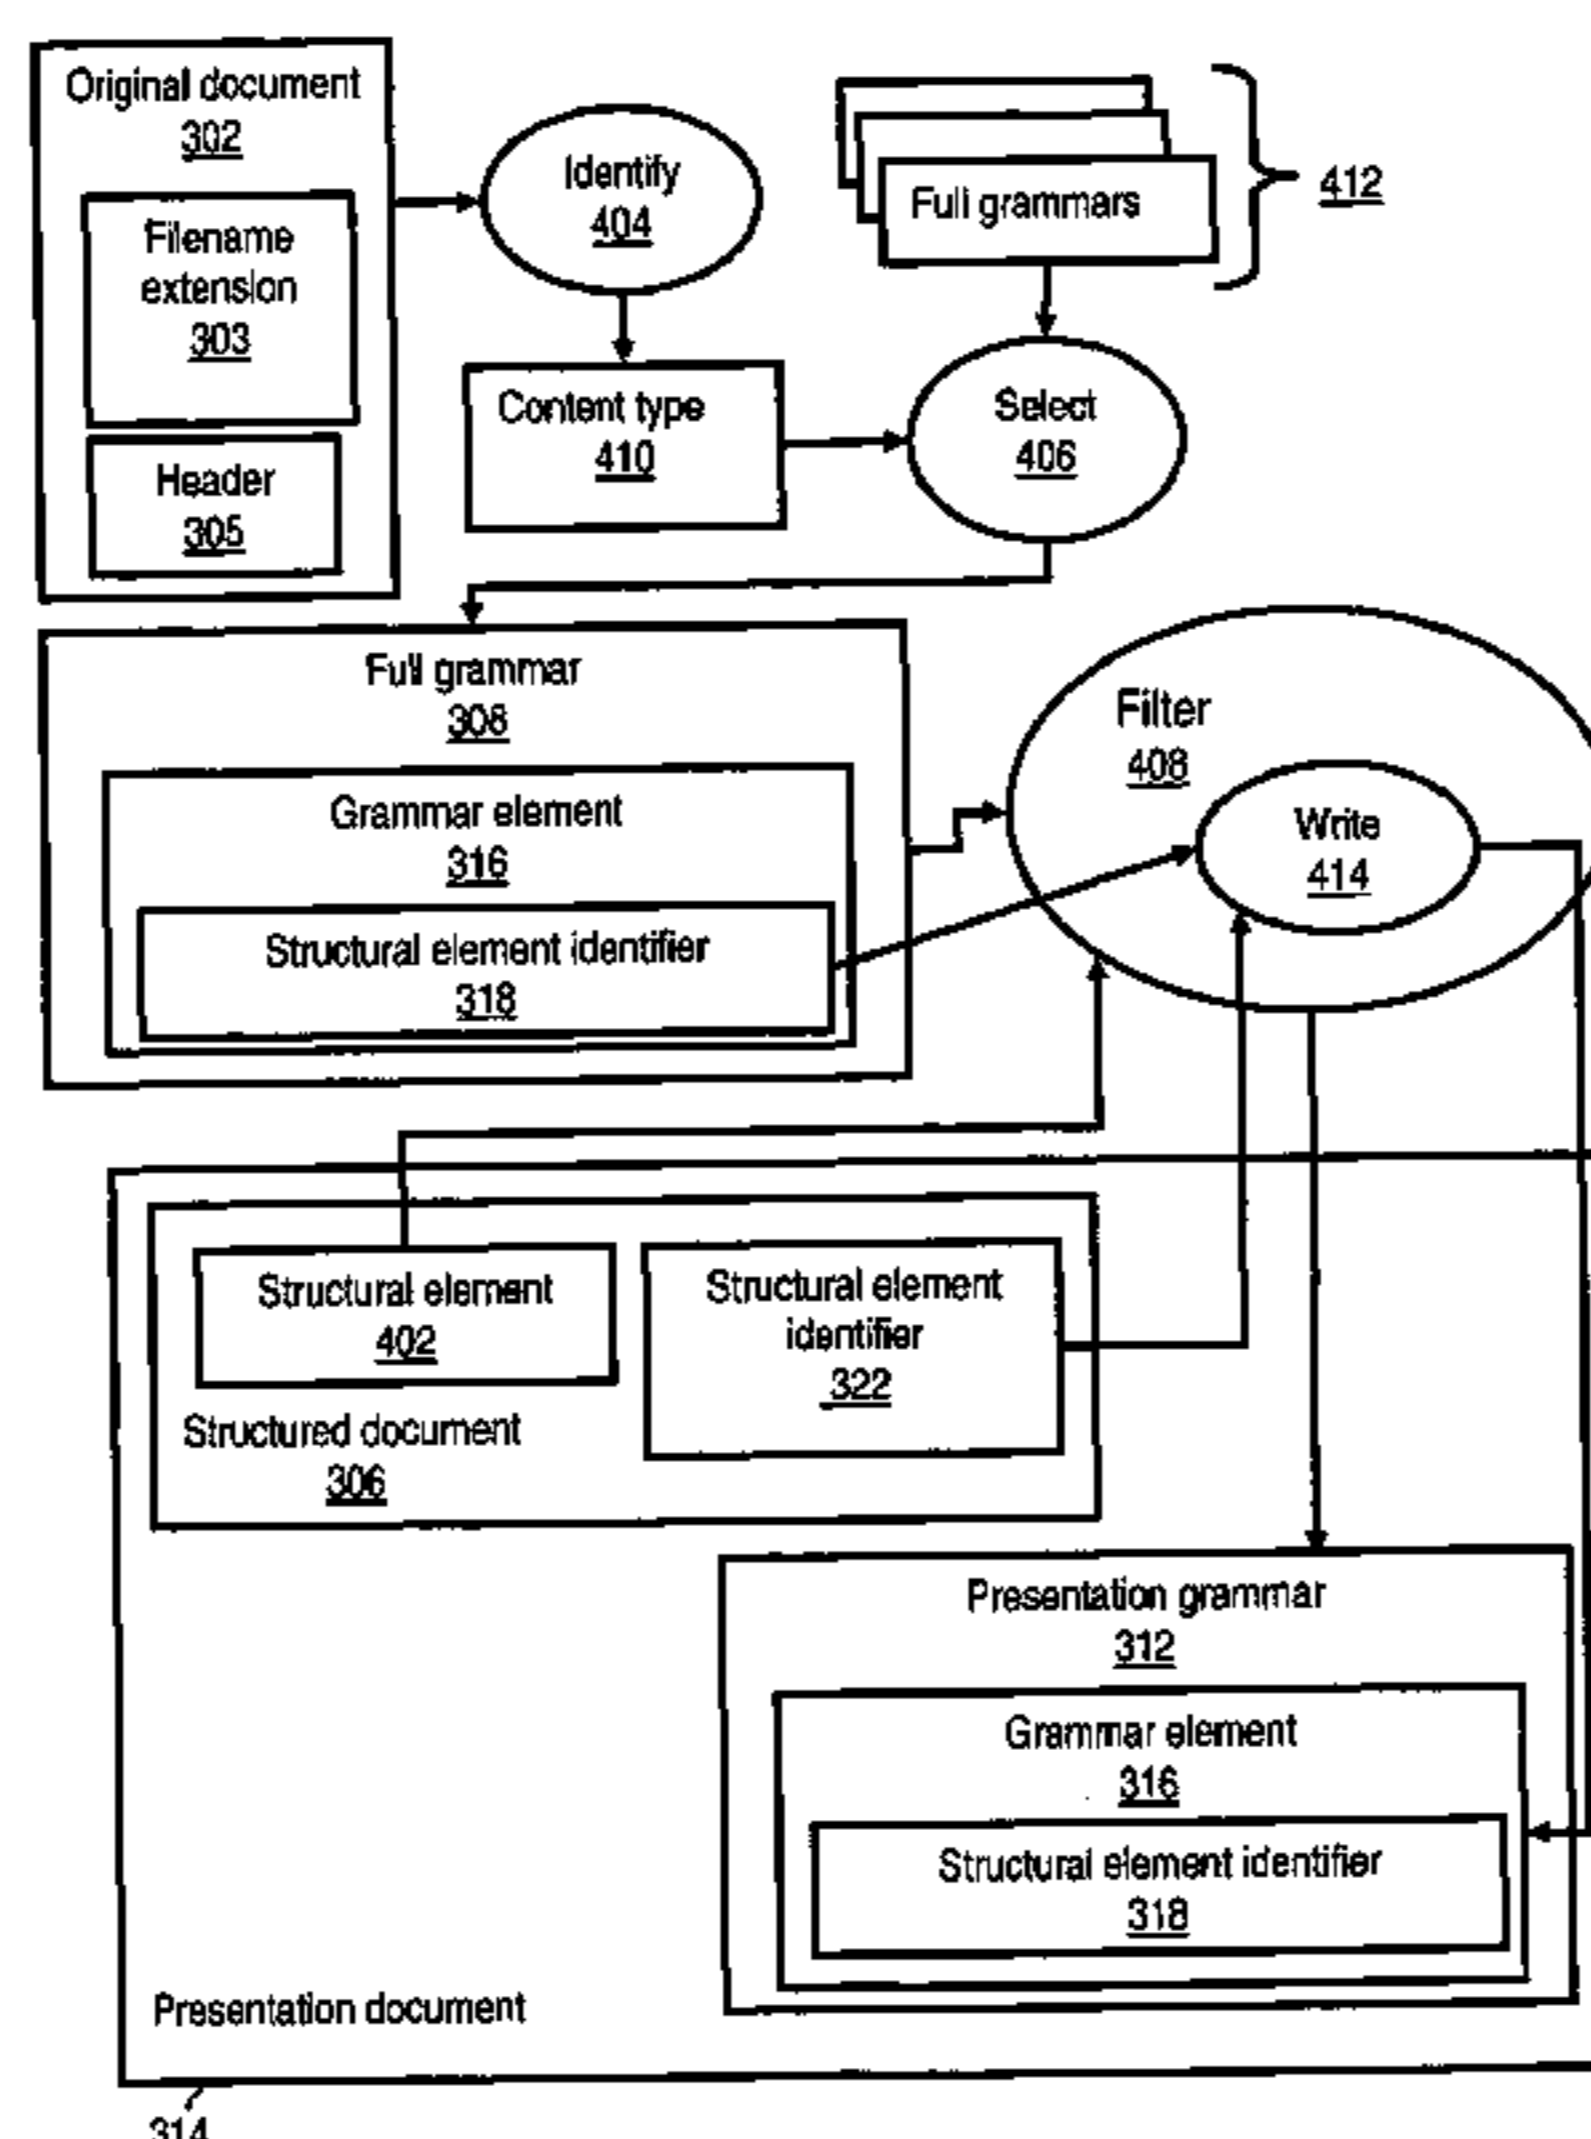 Original document
302
Filename
extension
303
Header
305
Identify
404
Full grammars
412
Content type
410
Select
406
Full grammar
308
Grammar element
316
Structural element identifier
318
Filter
408
Write
414
Structural element
402
Structural element
identifier
322
Structured document
306
Presentation grammar
312
Grammar element
316
Structural element identifier
318
Presentation document
314